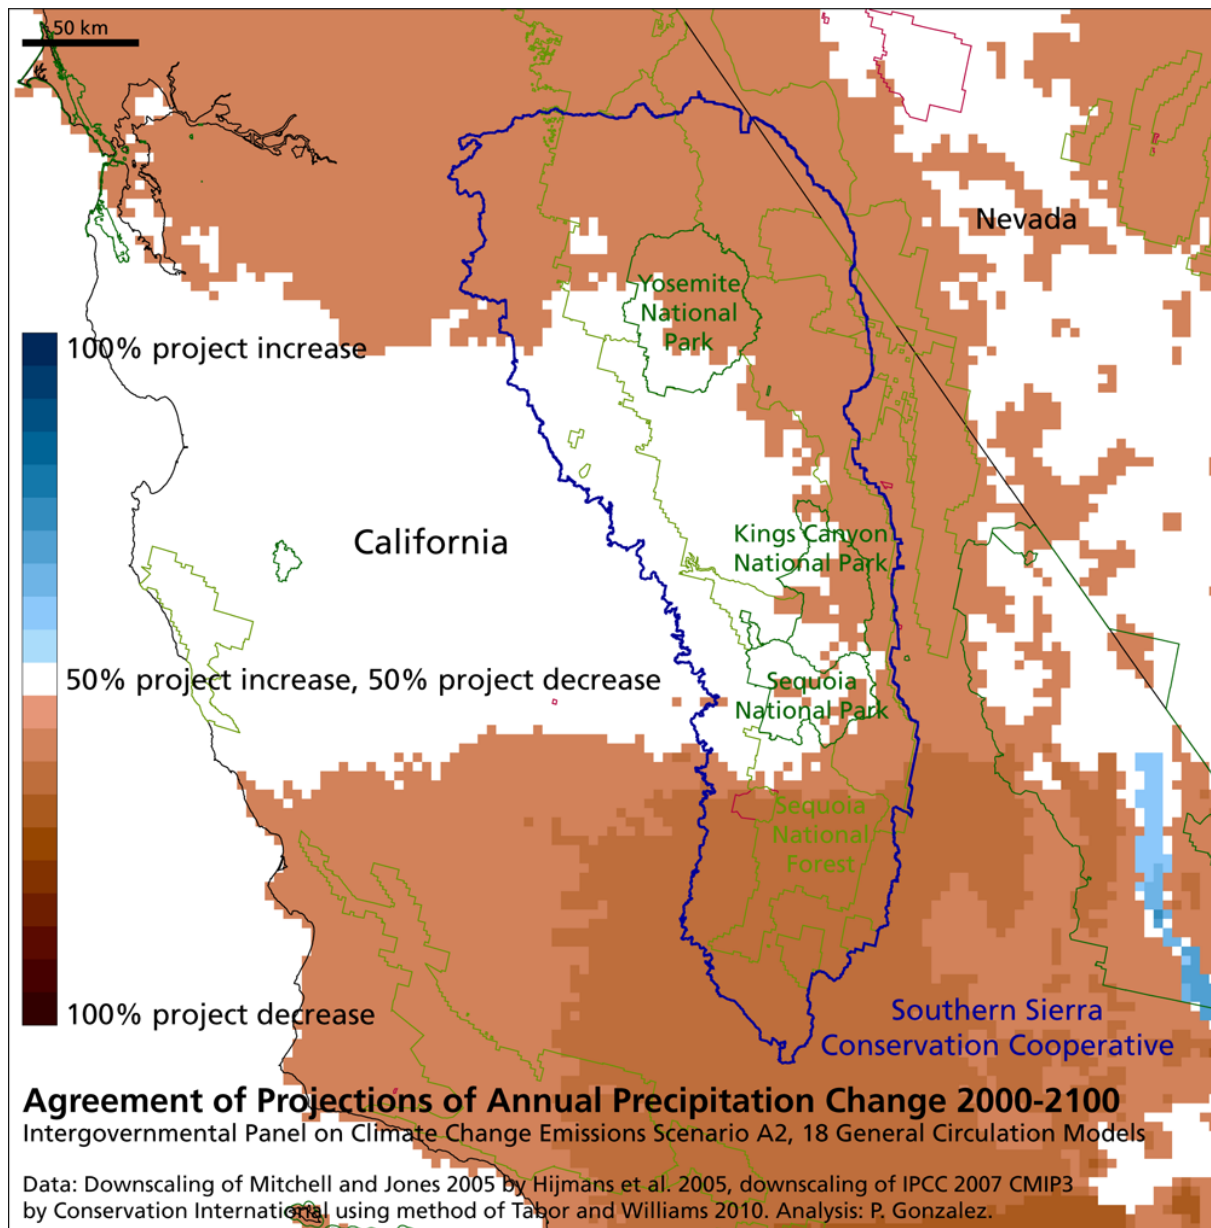 50 km
Nevada
Yosemite
National
Park
100% project increase
California
Kings Canyon
National Park
50% project increase, 50% project decrease
Sequoia
National Park
Sequoia
National
Forest
100% project decrease
Southern Sierra
Conservation Cooperative
Agreement of Projections of Annual Precipitation Change 2000-2100
Intergovernmental Panel on Climate Change Emissions Scenario A2, 18 General Circulation Models
Data: Downscaling of Mitchell and Jones 2005 by Hijmans et al. 2005, downscaling of IPCC 2007 CMIP3
by Conservation International using method of Tabor and Williams 2010. Analysis: P. Gonzalez.